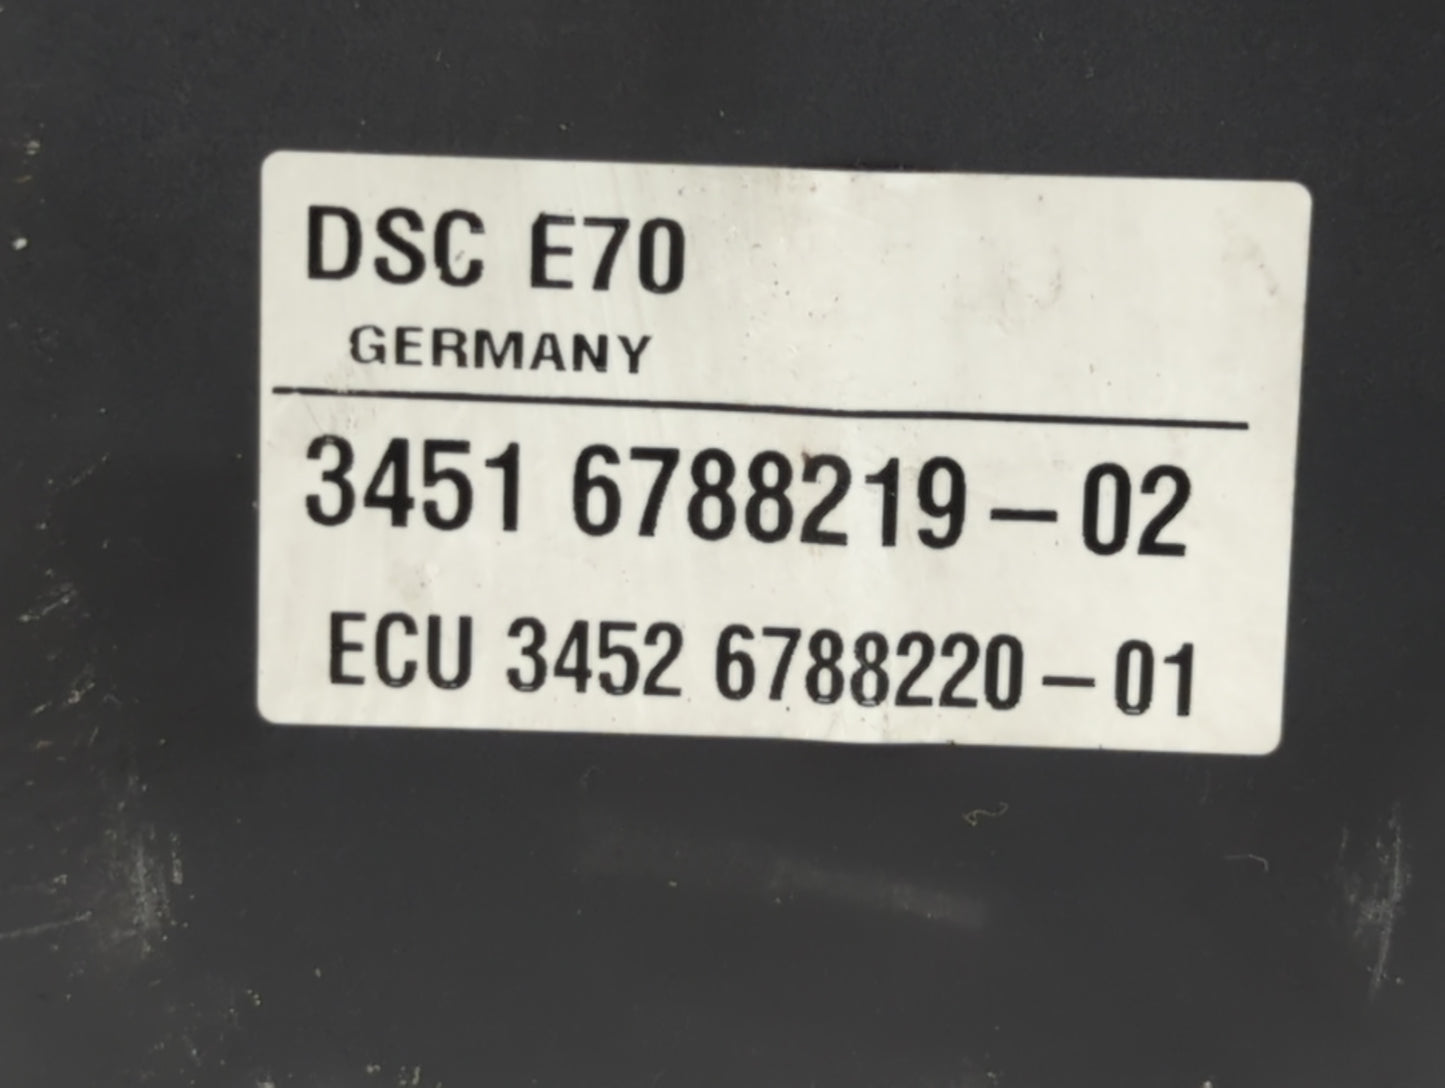 DSC E70
GERMANY
3451 6788219-02
ECU 3452 6788220-01